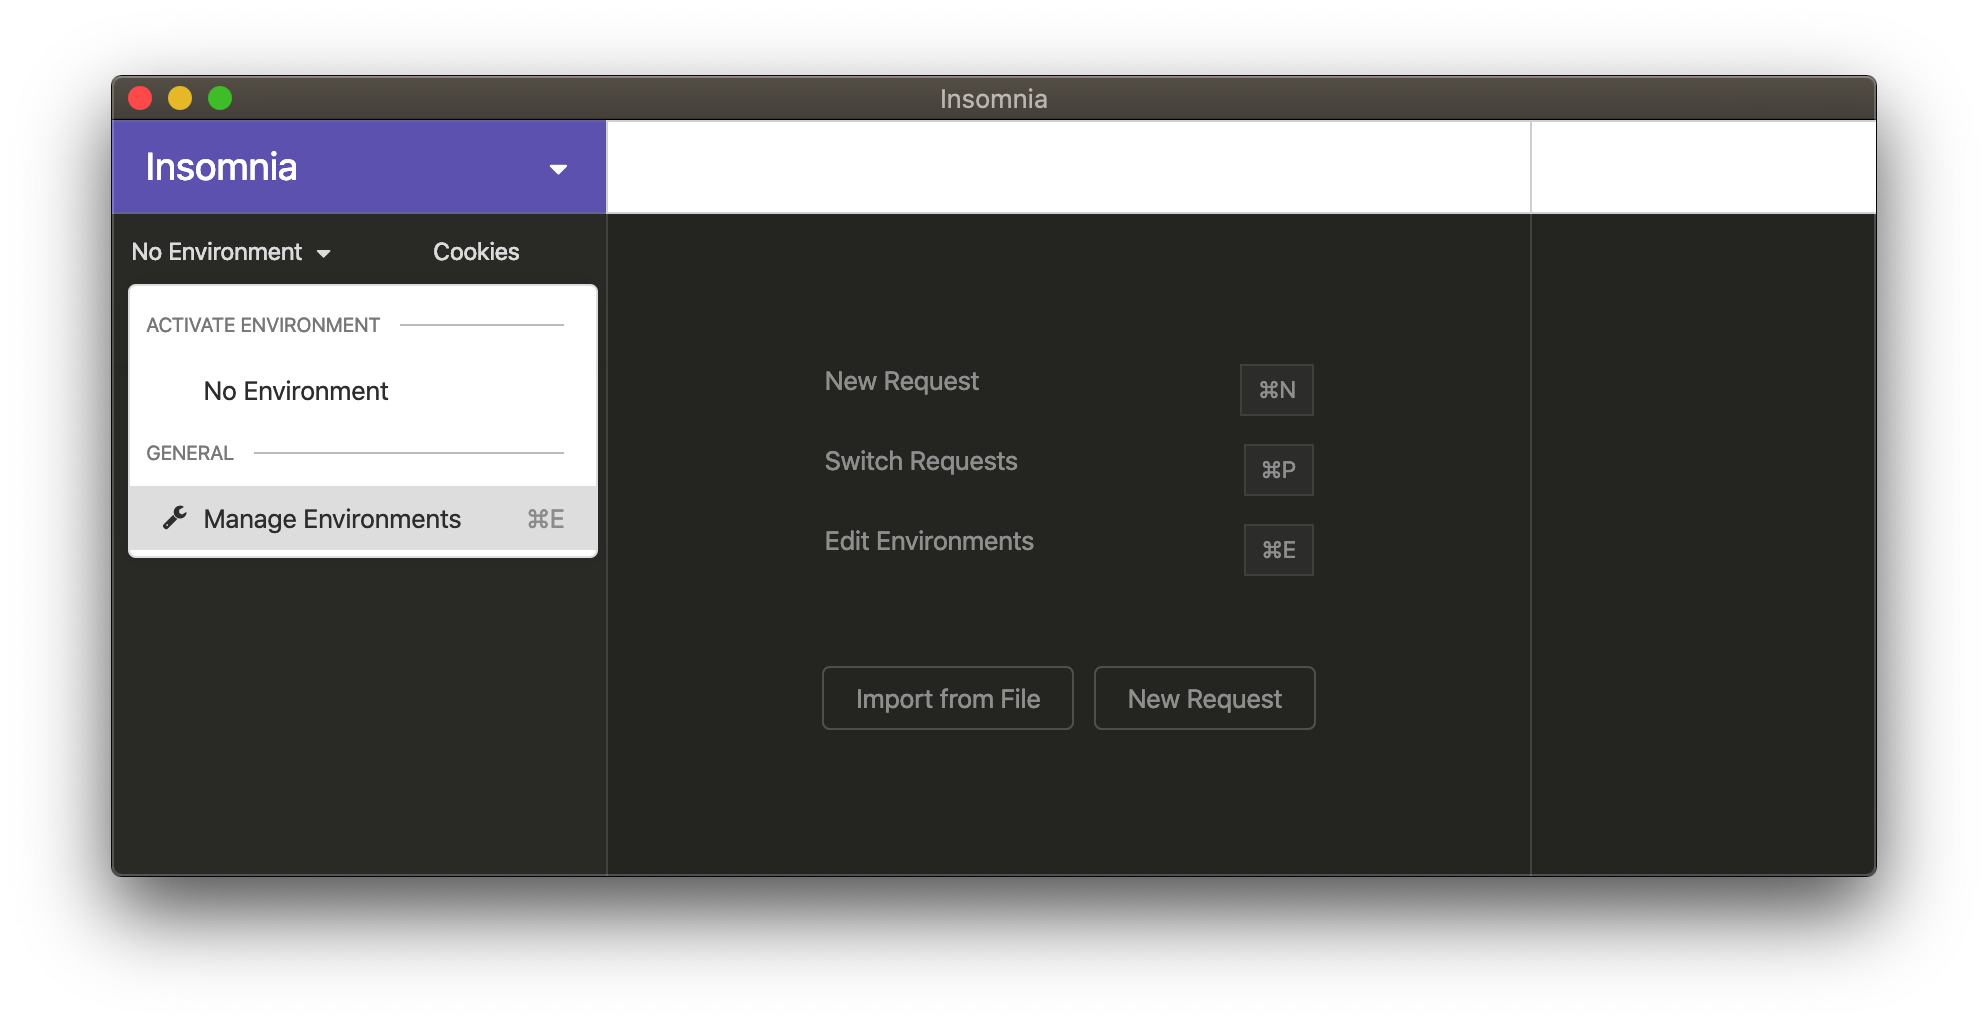 Insomnia
Insomnia
No Environment
Cookies
ACTIVATE ENVIRONMENT
No Environment
GENERAL
Manage Environments ⌘E
New Request ⌘N
Switch Requests ⌘P
Edit Environments ⌘E
Import from File
New Request